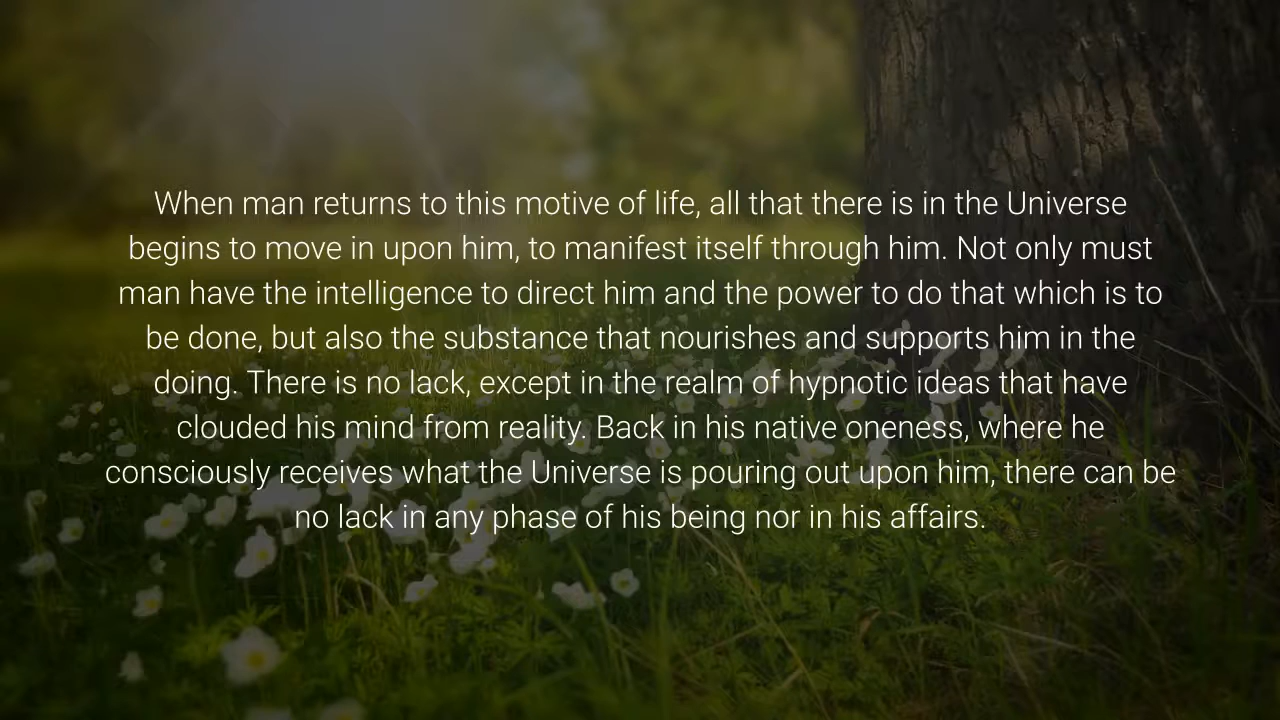 When man returns to this motive of life, all that there is in the Universe
begins to move in upon him, to manifest itself through him. Not only must
man have the intelligence to direct him and the power to do that which is to
be done, but also the substance that nourishes and supports him in the
doing. There is no lack, except in the realm of hypnotic ideas that have
clouded his mind from reality. Back in his native oneness, where he
consciously receives what the Universe is pouring out upon him, there can be
no lack in any phase of his being nor in his affairs.